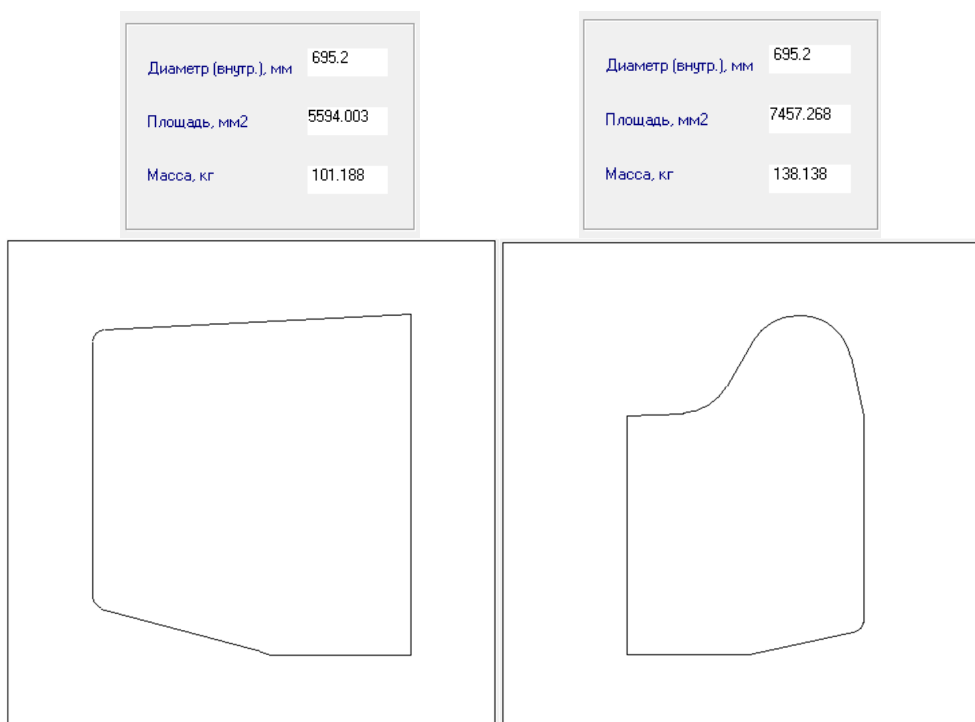 Диаметр (внутр.), мм 695.2
Площадь, мм2 5594.003
Масса, кг 101.188
Диаметр (внутр.), мм 695.2
Площадь, мм2 7457.268
Масса, кг 138.138